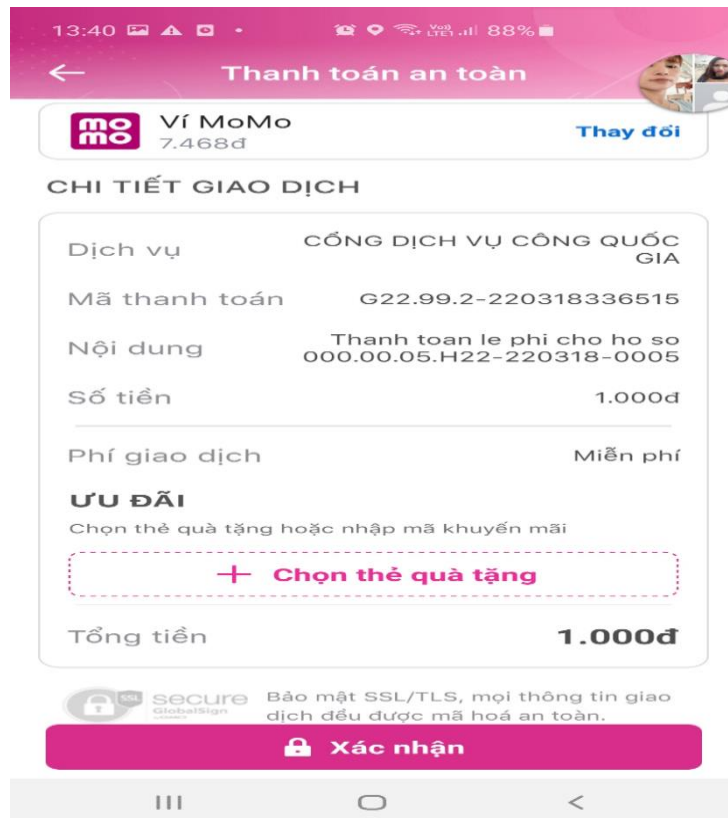 13:40 88%
Thanh toán an toàn
momo Ví MoMo
7.468đ
Thay đổi
CHI TIẾT GIAO DỊCH
Dịch vụ CỔNG DỊCH VỤ CÔNG QUỐC
GIA
Mã thanh toán G22.99.2-220318336515
Nội dung Thanh toan le phi cho ho so
000.00.05.H22-220318-0005
Số tiền 1.000đ
Phí giao dịch Miễn phí
ƯU ĐÃI
Chọn thẻ quà tặng hoặc nhập mã khuyến mãi
+ Chọn thẻ quà tặng
Tổng tiền 1.000đ
SSL secure
GlobalSign
Bảo mật SSL/TLS, mọi thông tin giao
dịch đều được mã hoá an toàn.
Xác nhận